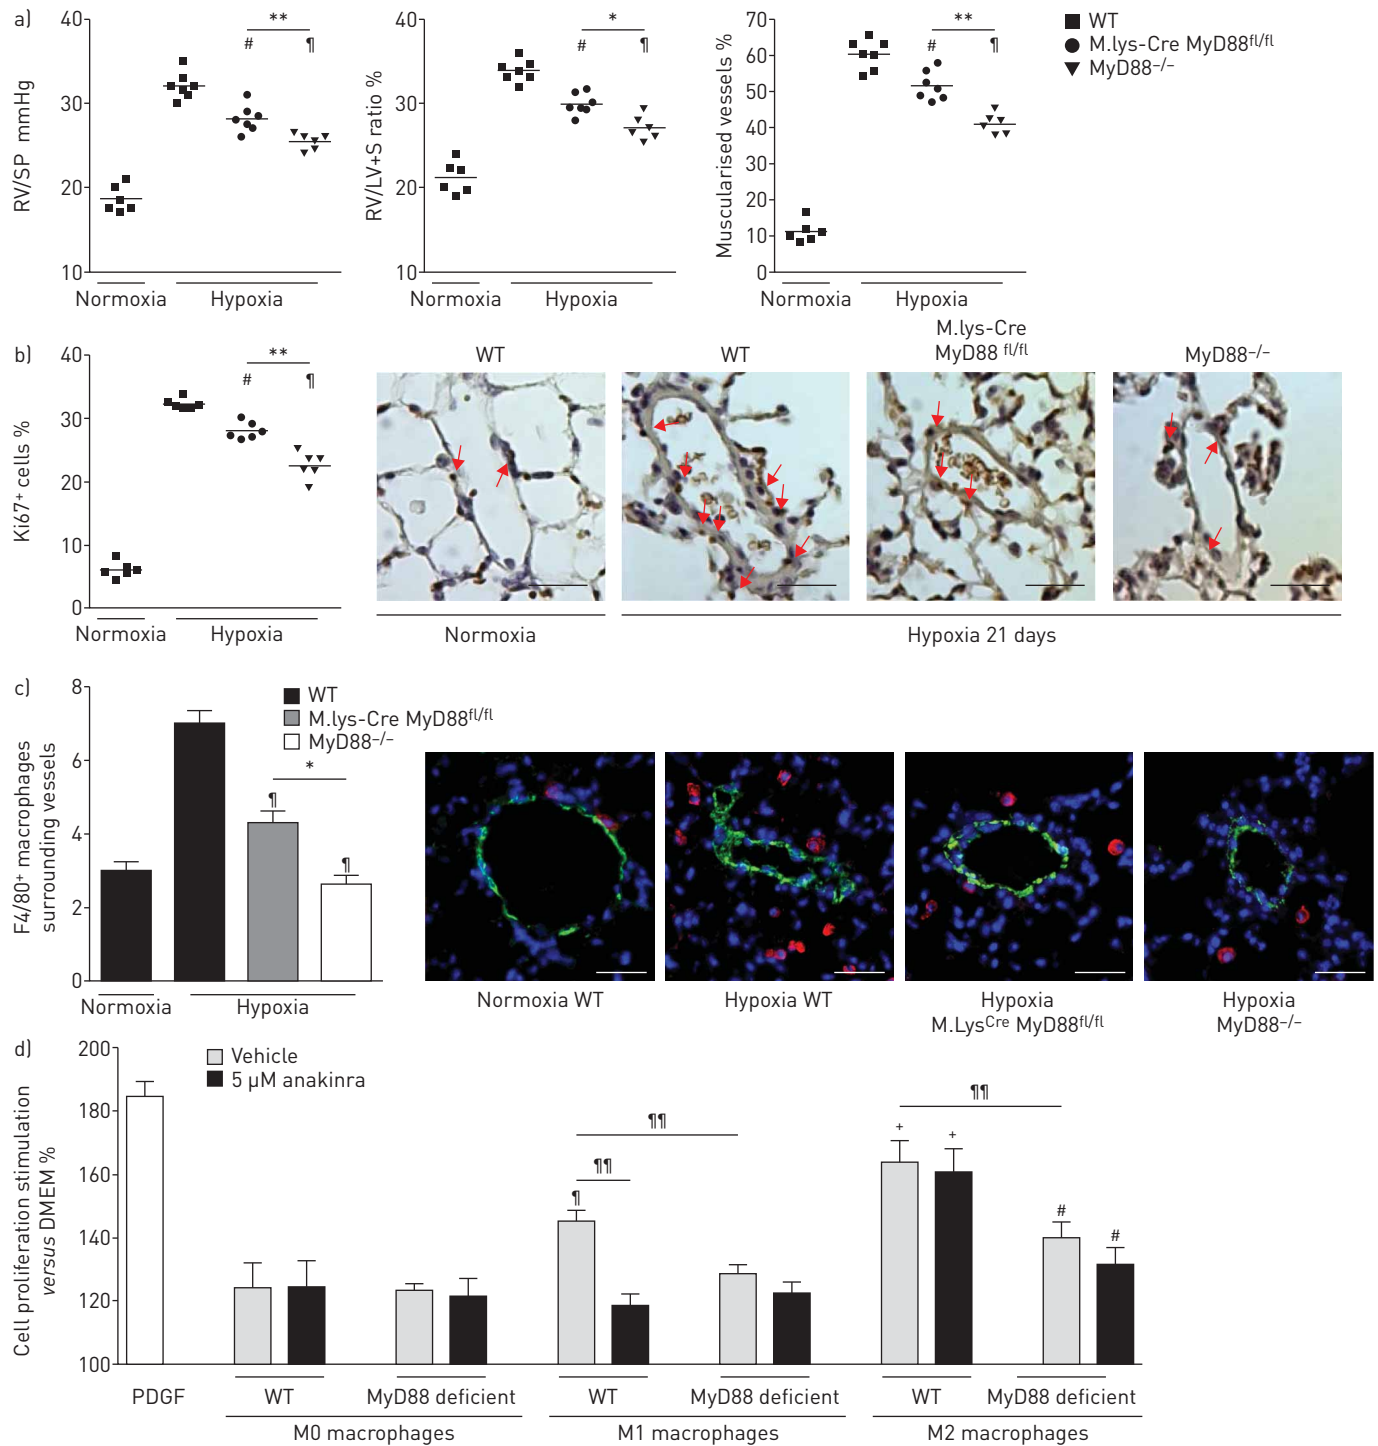 a)
40
30
20
10
RV/SP mmHg
**
#
¶
Normoxia
Hypoxia
40
30
20
10
RV/LV+S ratio %
*
#
¶
Normoxia
Hypoxia
70
60
50
40
30
20
10
0
Muscularised vessels %
**
#
¶
Normoxia
Hypoxia
WT
M.lys-Cre MyD88fl/fl
MyD88–/–
b)
40
30
20
10
0
Ki67+ cells %
**
#
¶
Normoxia
Hypoxia
WT
WT
M.lys-Cre
MyD88 fl/fl
MyD88–/–
Normoxia
Hypoxia 21 days
c)
8
6
4
2
0
F4/80+ macrophages
surrounding vessels
WT
M.lys-Cre MyD88fl/fl
MyD88–/–
*
¶
¶
Normoxia
Hypoxia
Normoxia WT
Hypoxia WT
Hypoxia
M.LysCre MyD88fl/fl
Hypoxia
MyD88–/–
d)
200
180
160
140
120
100
Cell proliferation stimulation
versus DMEM %
Vehicle
5 µM anakinra
¶¶
¶¶
¶
¶¶
+
+
#
#
PDGF
WT
MyD88 deficient
WT
MyD88 deficient
WT
MyD88 deficient
M0 macrophages
M1 macrophages
M2 macrophages